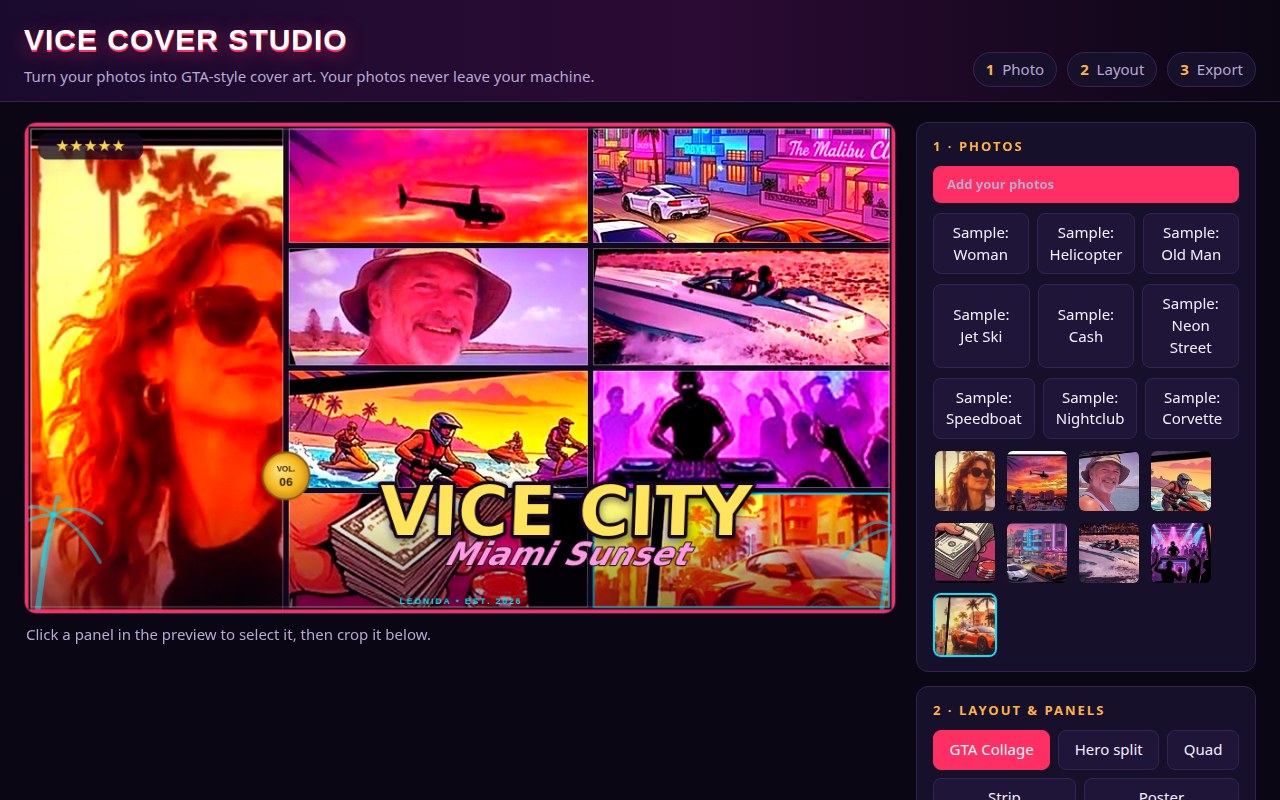 VICE COVER STUDIO
Turn your photos into GTA-style cover art. Your photos never leave your machine.
1 Photo
2 Layout
3 Export
★★★★★
The Malibu Cl
VOL.
06
VICE CITY
Miami Sunset
LEONIDA • EST. 2026
Click a panel in the preview to select it, then crop it below.
1 · PHOTOS
Add your photos
Sample:
Woman
Sample:
Helicopter
Sample:
Old Man
Sample:
Jet Ski
Sample:
Cash
Sample:
Neon
Street
Sample:
Speedboat
Sample:
Nightclub
Sample:
Corvette
2 · LAYOUT & PANELS
GTA Collage
Hero split
Quad
Strip
Poster